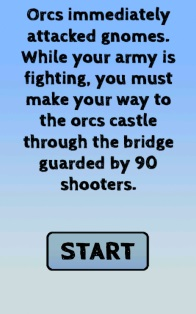 Orcs immediately
attacked gnomes.
While your army is
fighting, you must
make your way to
the orcs castle
through the bridge
guarded by 90
shooters.
START